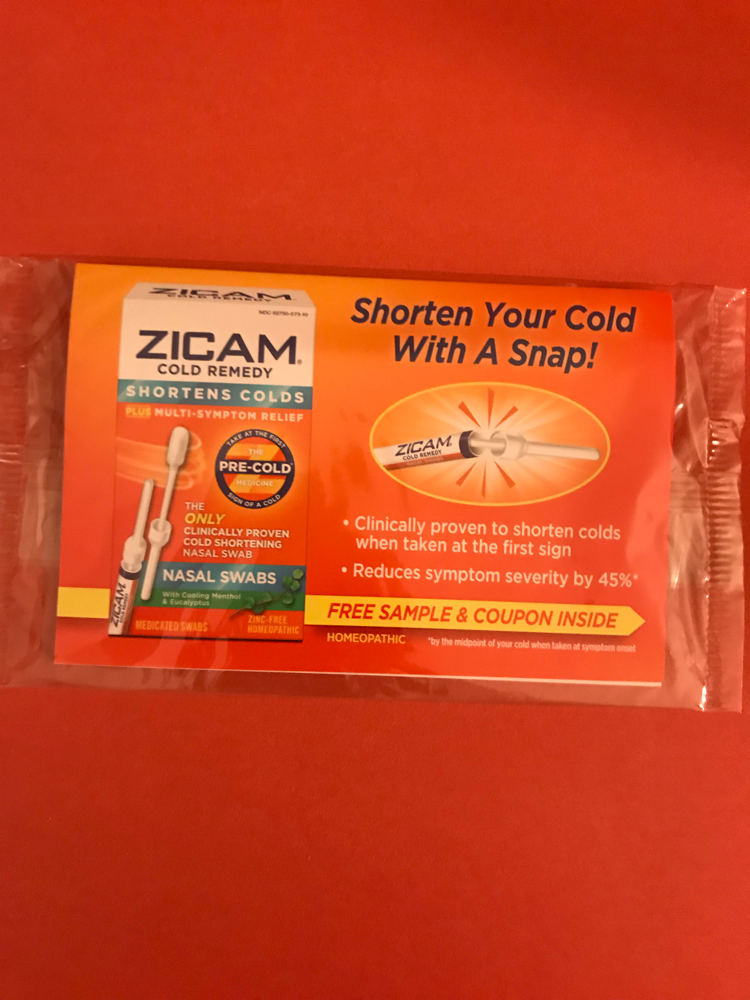 ZICAM
COLD REMEDY
ZICAM®
COLD REMEDY
SHORTENS COLDS
PLUS MULTI-SYMPTOM RELIEF
TAKE AT THE FIRST
THE
PRE-COLD
MEDICINE
SIGN OF A COLD
THE
ONLY
CLINICALLY PROVEN
COLD SHORTENING
NASAL SWAB
NASAL SWABS
With Cooling Menthol
& Eucalyptus
ZICAM
MEDICATED SWABS
ZINC-FREE
HOMEOPATHIC
Shorten Your Cold
With A Snap!
ZICAM
COLD REMEDY
• Clinically proven to shorten colds
when taken at the first sign
• Reduces symptom severity by 45%*
FREE SAMPLE & COUPON INSIDE
HOMEOPATHIC
*by the midpoint of your cold when taken at symptom onset